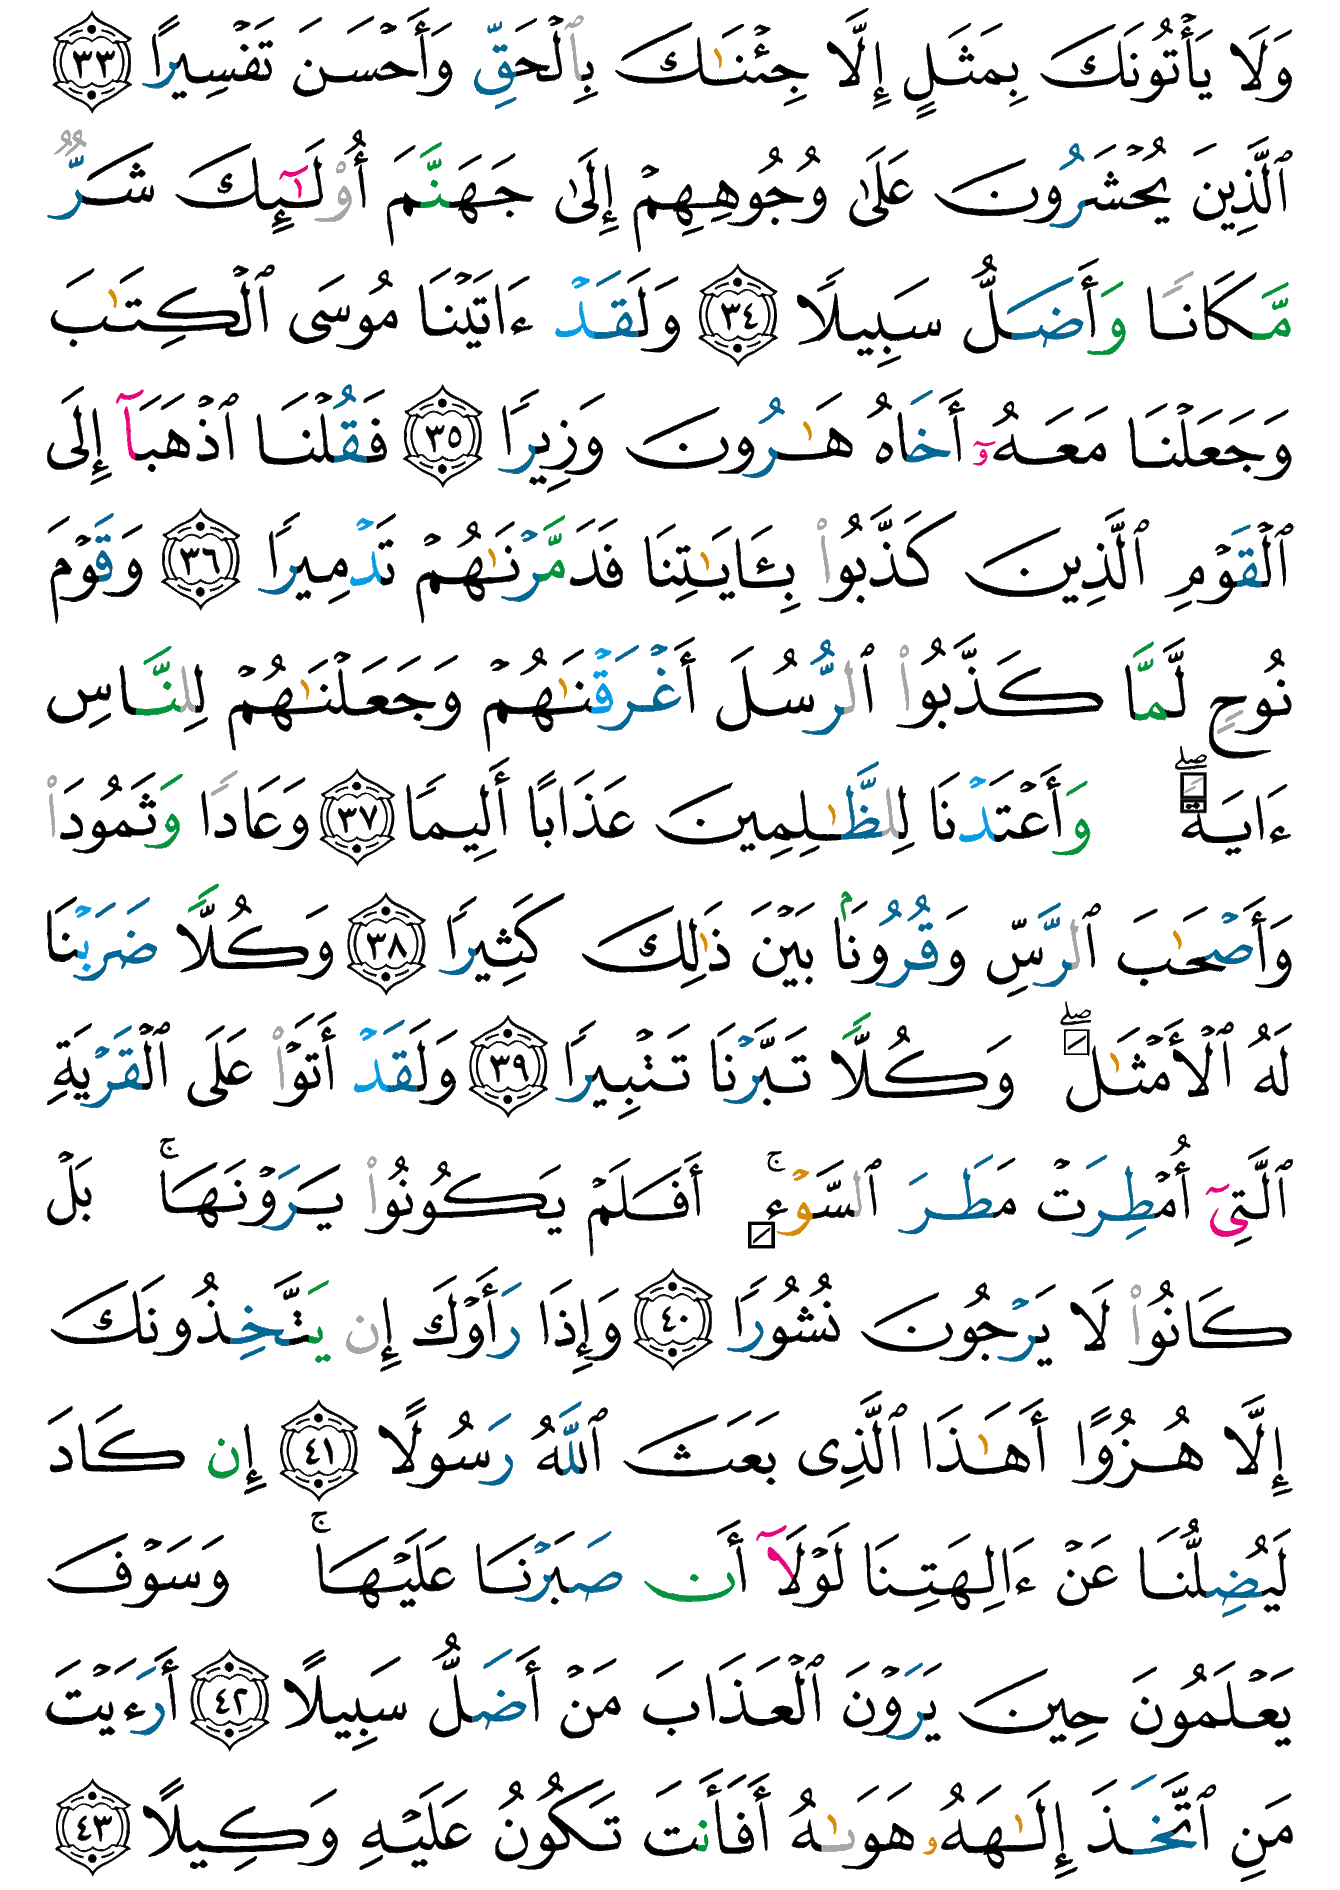 وَلَا يَأْتُونَكَ بِمَثَلٍ إِلَّا جِئْنَٰكَ بِٱلْحَقِّ وَأَحْسَنَ تَفْسِيرًا ٣٣
ٱلَّذِينَ يُحْشَرُونَ عَلَىٰ وُجُوهِهِمْ إِلَىٰ جَهَنَّمَ أُو۟لَٰٓئِكَ شَرٌّ
مَّكَانًا وَأَضَلُّ سَبِيلًا ٣٤ وَلَقَدْ ءَاتَيْنَا مُوسَى ٱلْكِتَٰبَ
وَجَعَلْنَا مَعَهُۥٓ أَخَاهُ هَٰرُونَ وَزِيرًا ٣٥ فَقُلْنَا ٱذْهَبَآ إِلَى
ٱلْقَوْمِ ٱلَّذِينَ كَذَّبُوا۟ بِـَٔايَٰتِنَا فَدَمَّرْنَٰهُمْ تَدْمِيرًا ٣٦ وَقَوْمَ
نُوحٍ لَّمَّا كَذَّبُوا۟ ٱلرُّسُلَ أَغْرَقْنَٰهُمْ وَجَعَلْنَٰهُمْ لِلنَّاسِ
ءَايَةً ۖ وَأَعْتَدْنَا لِلظَّٰلِمِينَ عَذَابًا أَلِيمًا ٣٧ وَعَادًا وَثَمُودَا۟
وَأَصْحَٰبَ ٱلرَّسِّ وَقُرُونًۢا بَيْنَ ذَٰلِكَ كَثِيرًا ٣٨ وَكُلًّا ضَرَبْنَا
لَهُ ٱلْأَمْثَٰلَ ۖ وَكُلًّا تَبَّرْنَا تَتْبِيرًا ٣٩ وَلَقَدْ أَتَوْا۟ عَلَى ٱلْقَرْيَةِ
ٱلَّتِىٓ أُمْطِرَتْ مَطَرَ ٱلسَّوْءِ ۚ أَفَلَمْ يَكُونُوا۟ يَرَوْنَهَا ۚ بَلْ
كَانُوا۟ لَا يَرْجُونَ نُشُورًا ٤٠ وَإِذَا رَأَوْكَ إِن يَتَّخِذُونَكَ
إِلَّا هُزُوًا أَهَٰذَا ٱلَّذِى بَعَثَ ٱللَّهُ رَسُولًا ٤١ إِن كَادَ
لَيُضِلُّنَا عَنْ ءَالِهَتِنَا لَوْلَآ أَن صَبَرْنَا عَلَيْهَا ۚ وَسَوْفَ
يَعْلَمُونَ حِينَ يَرَوْنَ ٱلْعَذَابَ مَنْ أَضَلُّ سَبِيلًا ٤٢ أَرَءَيْتَ
مَنِ ٱتَّخَذَ إِلَٰهَهُۥ هَوَىٰهُ أَفَأَنتَ تَكُونُ عَلَيْهِ وَكِيلًا ٤٣